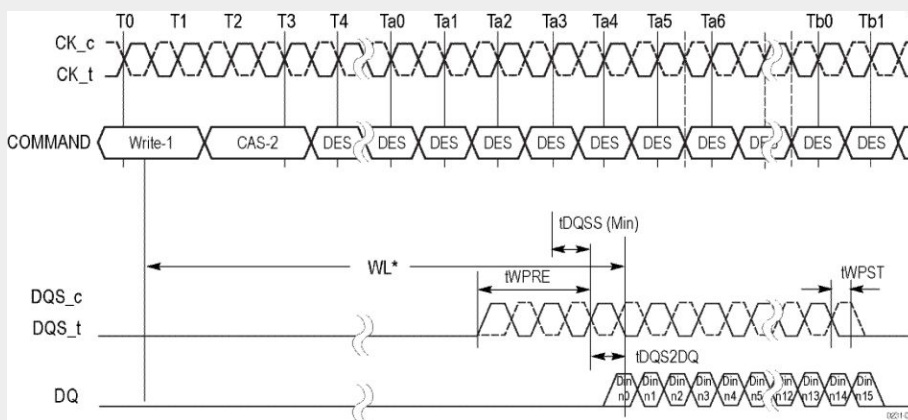 T0 T1 T2 T3 T4 Ta0 Ta1 Ta2 Ta3 Ta4 Ta5 Ta6 Tb0 Tb1
CK_c
CK_t
COMMAND Write-1 CAS-2 DES DES DES DES DES DES DES DES DES DES DES
tDQSS (Min)
WL* tWPRE tWPST
DQS_c
DQS_t
tDQS2DQ
DQ Din n0 Din n1 Din n2 Din n3 Din n4 Din n5 Din n12 Din n13 Din n14 Din n15